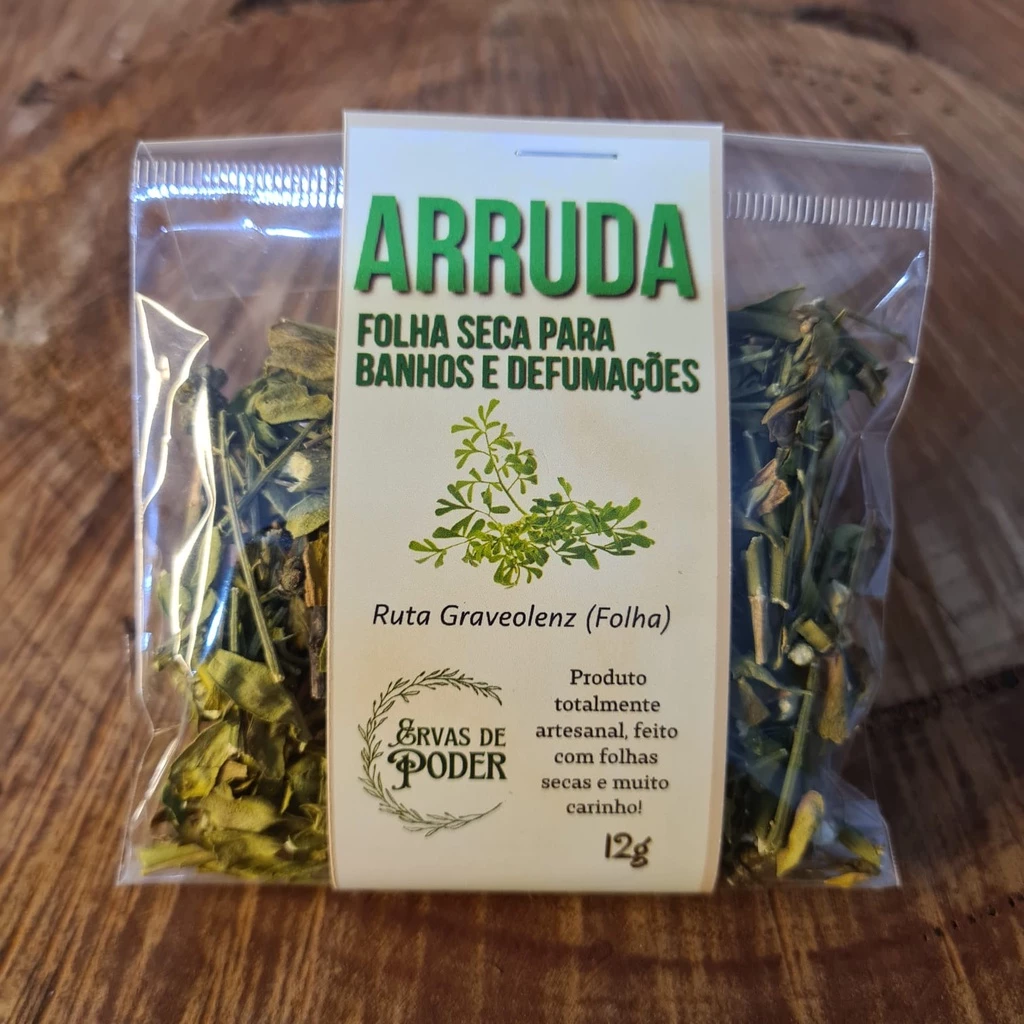 ARRUDA
FOLHA SECA PARA
BANHOS E DEFUMAÇÕES
Ruta Graveolenz (Folha)
ERVAS DE
PODER
Produto
totalmente
artesanal, feito
com folhas
secas e muito
carinho!
12g